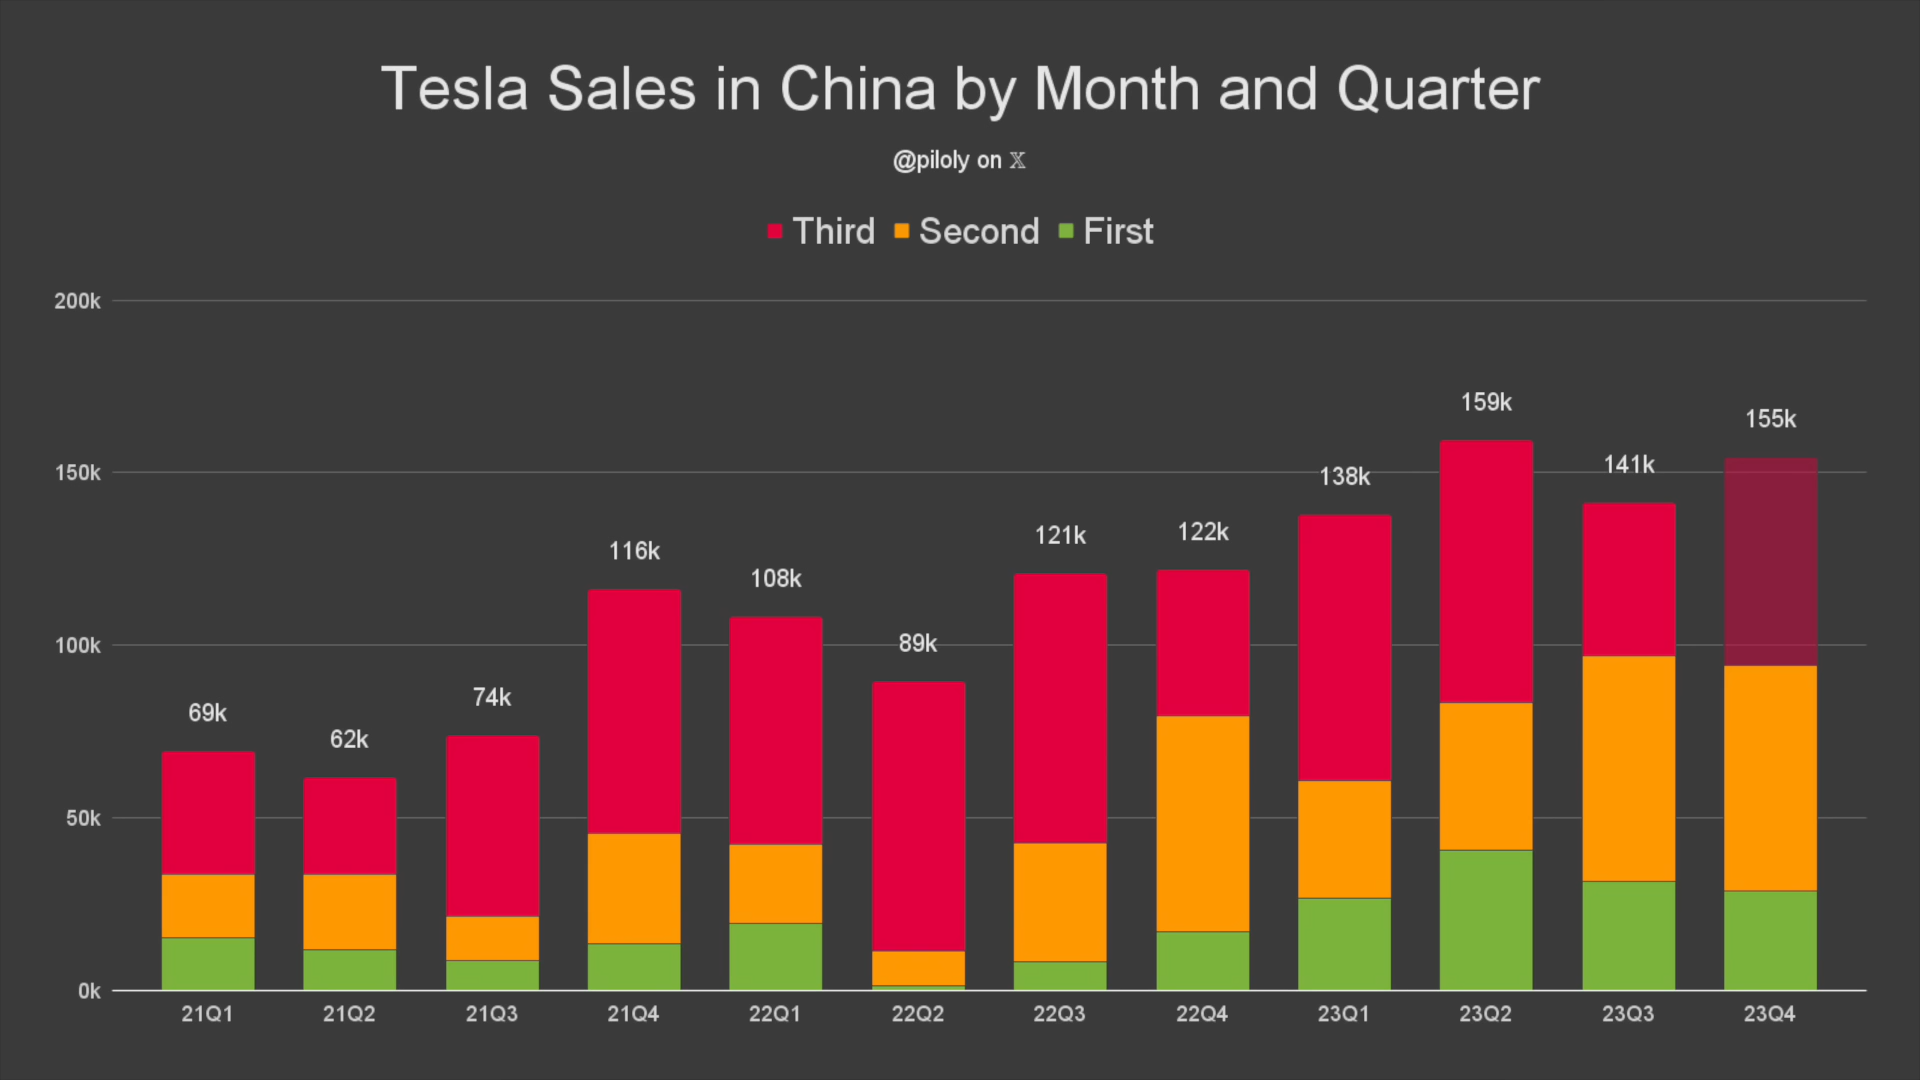 Tesla Sales in China by Month and Quarter
@piloly on 𝕏
Third Second First
200k
150k
100k
50k
0k
69k
62k
74k
116k
108k
89k
121k
122k
138k
159k
141k
155k
21Q1 21Q2 21Q3 21Q4 22Q1 22Q2 22Q3 22Q4 23Q1 23Q2 23Q3 23Q4